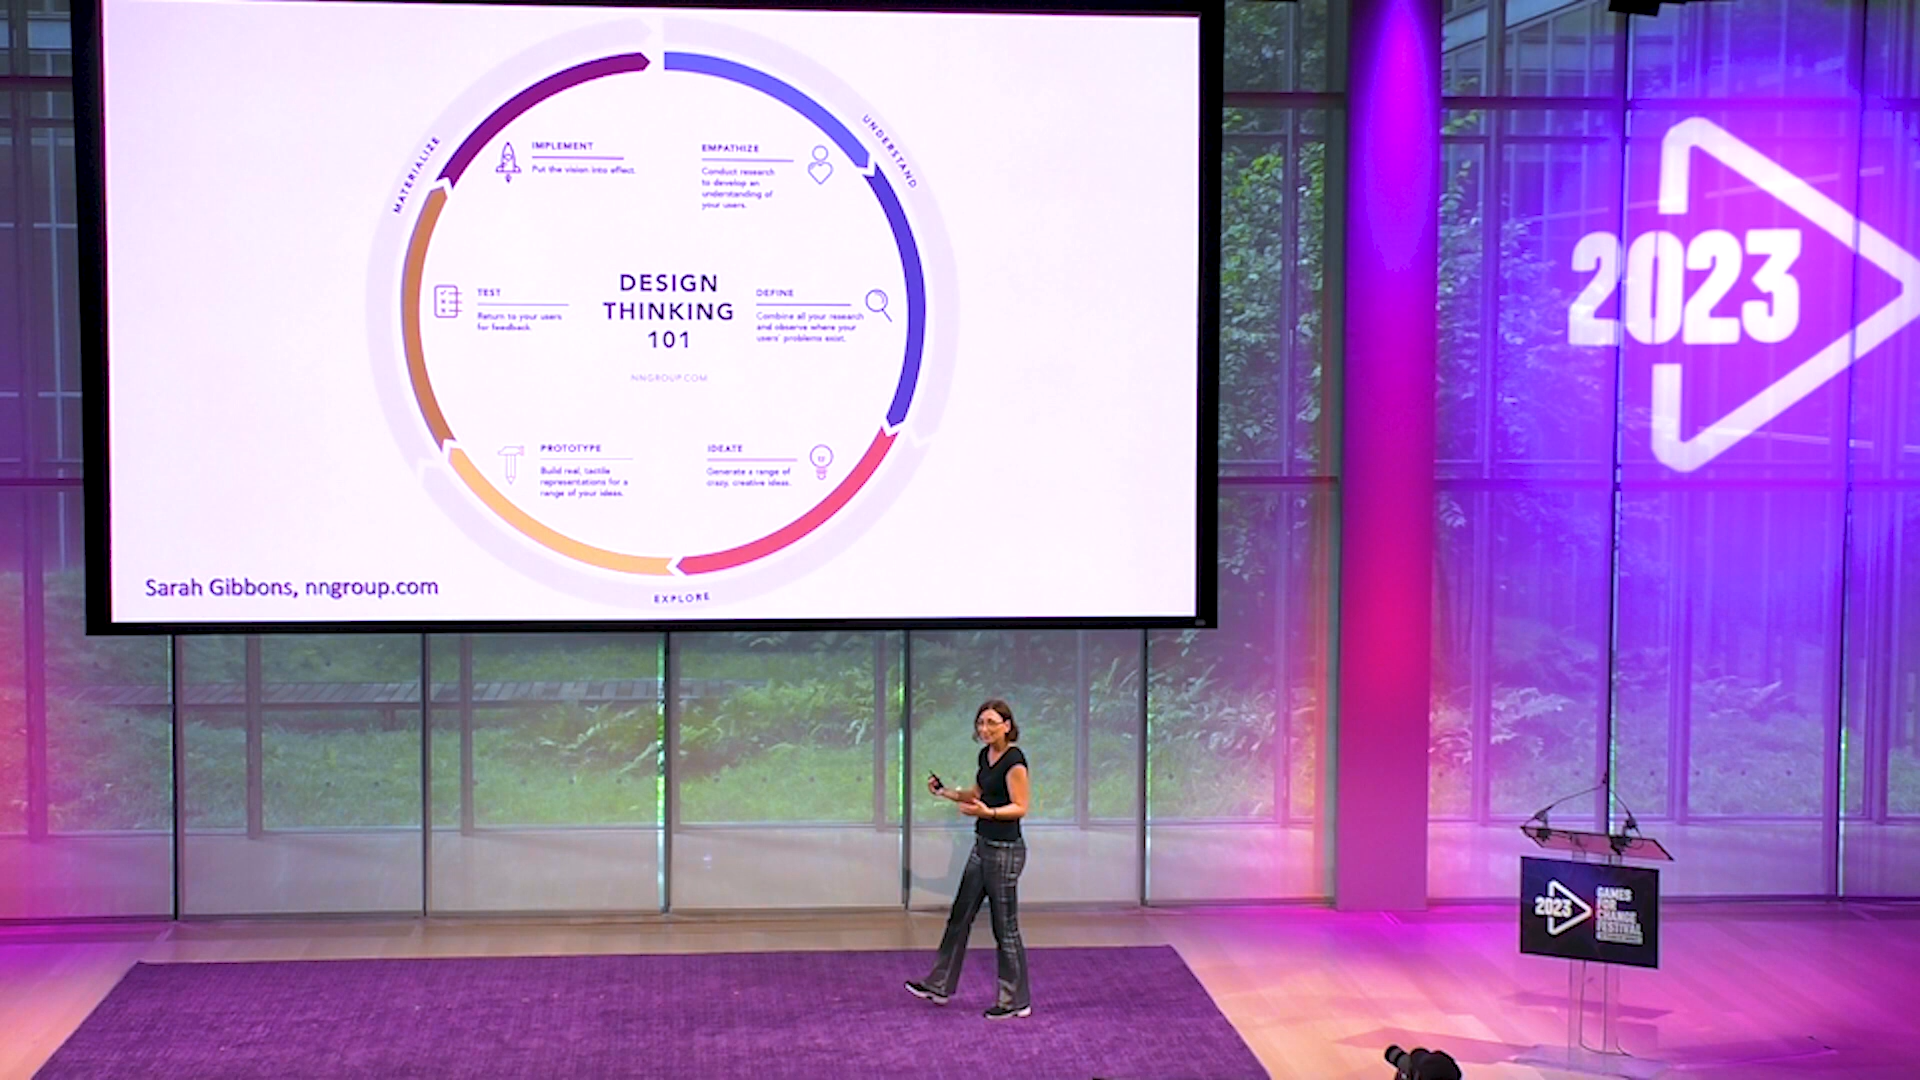 UNDERSTAND
MATERIALIZE
EXPLORE
IMPLEMENT
Put the vision into effect.
EMPATHIZE
Conduct research
to develop an
understanding of
your users.
TEST
Return to your users
for feedback.
DESIGN
THINKING
101
NNGROUP.COM
DEFINE
Combine all your research
and observe where your
users' problems exist.
PROTOTYPE
Build real, tactile
representations for a
range of your ideas.
IDEATE
Generate a range of
crazy, creative ideas.
Sarah Gibbons, nngroup.com
2023
2023
GAMES
FOR
CHANGE
FESTIVAL